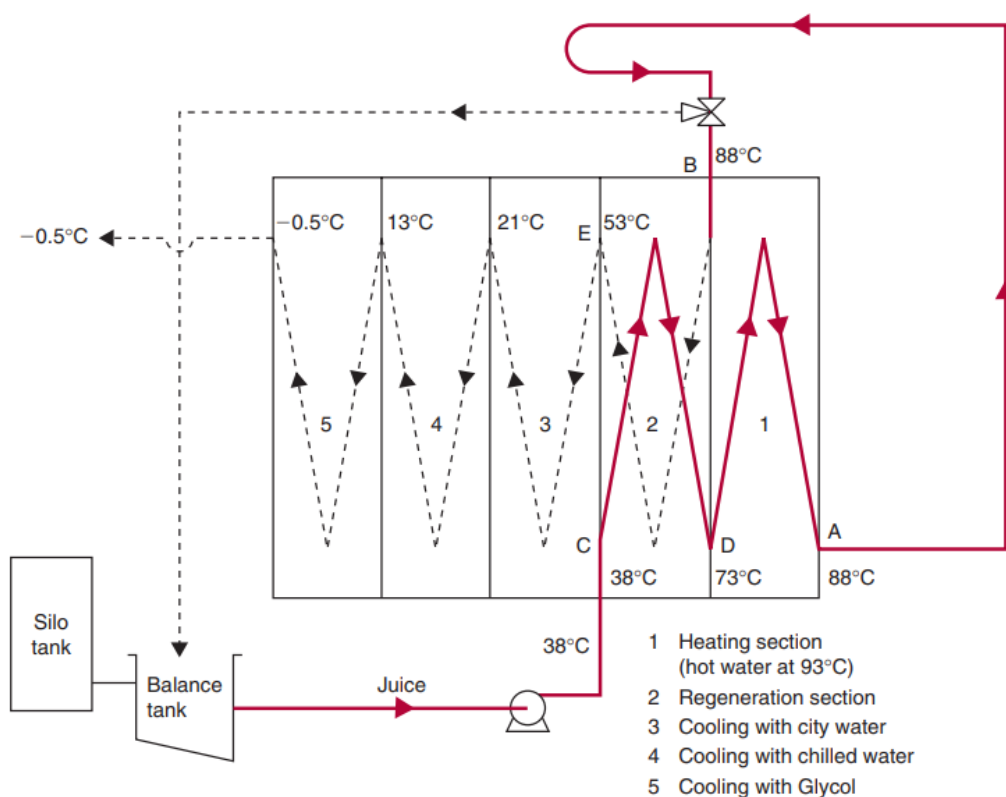 88°C
B
−0.5°C
−0.5°C
13°C
21°C
E
53°C
5
4
3
2
1
C
D
A
38°C
73°C
88°C
38°C
Silo
tank
Balance
tank
Juice
1 Heating section
(hot water at 93°C)
2 Regeneration section
3 Cooling with city water
4 Cooling with chilled water
5 Cooling with Glycol